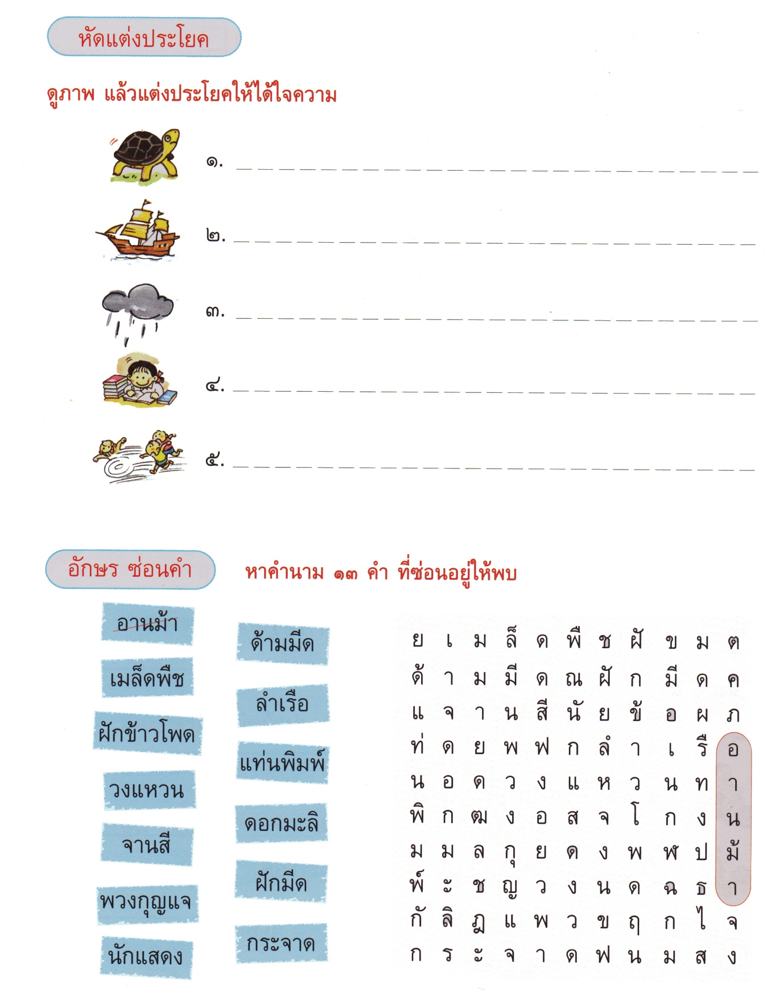 หัดแต่งประโยค
ดูภาพ แล้วแต่งประโยคให้ได้ใจความ
๑.
๒.
๓.
๔.
๕.
อักษร ซ่อนคำ
หาคำนาม ๑๓ คำ ที่ซ่อนอยู่ให้พบ
อานม้า
เมล็ดพืช
ฝักข้าวโพด
วงแหวน
จานสี
พวงกุญแจ
นักแสดง
ด้ามมีด
ลำเรือ
แท่นพิมพ์
ดอกมะลิ
ฝักมีด
กระจาด
ย เ ม ล็ ด พื ช ฝั ข ม ต
ด้ า ม มี ด ณ ฝั ก มี ด ค
แ จ า น สี นั ย ข้ อ ผ ภ
ท่ ด ย พ ฟ ก ลํ า เ รื อ
น อ ด ว ง แ ห ว น ท า
พิ ก ฒ ง อ ส จ โ ก ง น
ม ม ล กุ ย ด ง พ ฬ ป ม้
พ์ ะ ช ญ ว ง น ด ฉ ธ า
กั ลิ ฎ แ พ ว ข ฤ ก ไ จ
ก ร ะ จ า ด ฟ น ม ส ง